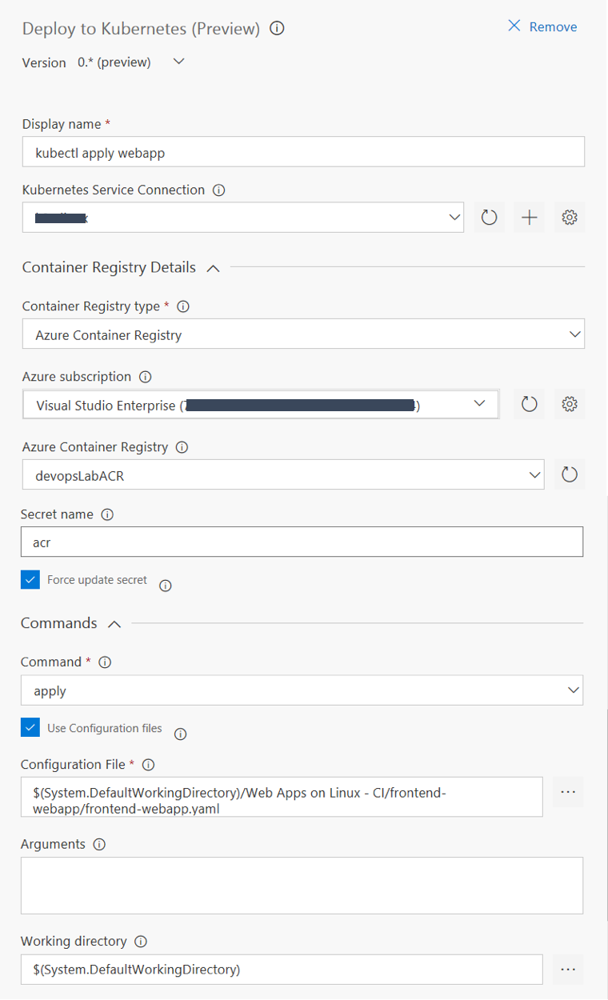 Deploy to Kubernetes (Preview)
Remove
Version 0.* (preview)
Display name *
kubectl apply webapp
Kubernetes Service Connection
Container Registry Details
Container Registry type *
Azure Container Registry
Azure subscription
Visual Studio Enterprise ( )
Azure Container Registry
devopsLabACR
Secret name
acr
Force update secret
Commands
Command *
apply
Use Configuration files
Configuration File *
$(System.DefaultWorkingDirectory)/Web Apps on Linux - CI/frontend-
webapp/frontend-webapp.yaml
Arguments
Working directory
$(System.DefaultWorkingDirectory)